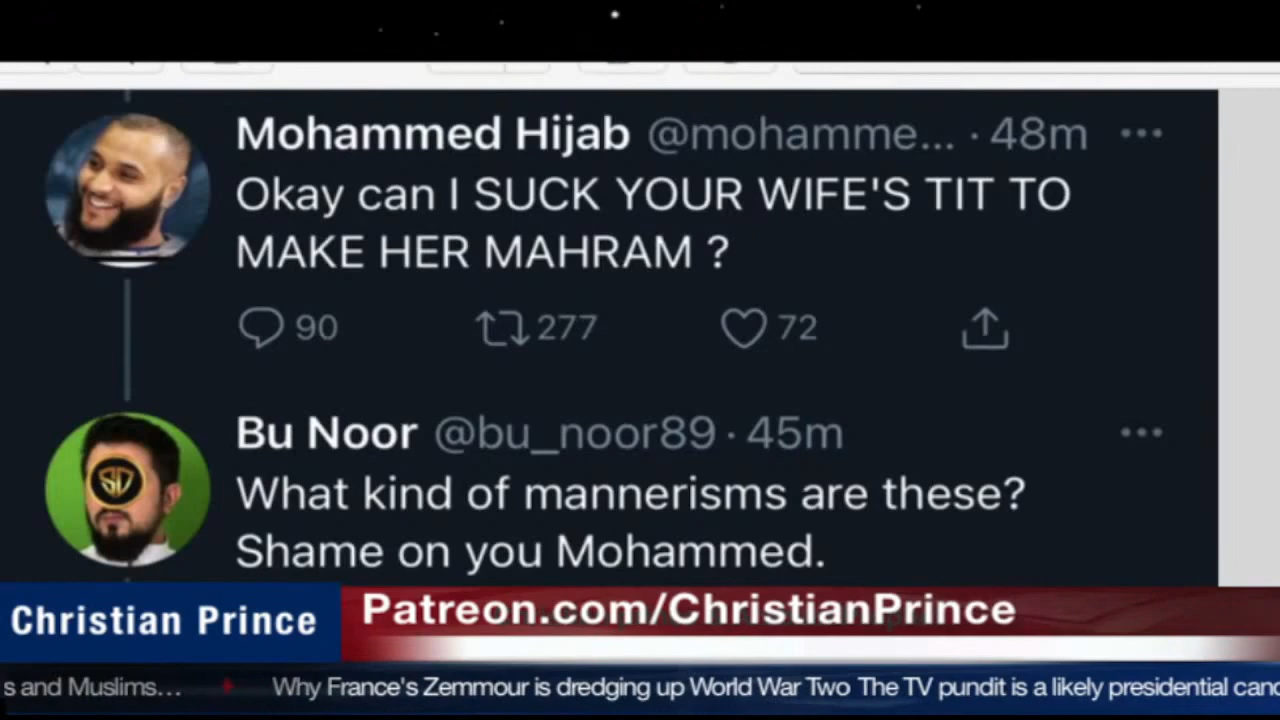 Mohammed Hijab @mohamme... · 48m
Okay can I SUCK YOUR WIFE'S TIT TO
MAKE HER MAHRAM ?
90 277 72
Bu Noor @bu_noor89 · 45m
SD
What kind of mannerisms are these?
Shame on you Mohammed.
Christian Prince
Patreon.com/ChristianPrince
s and Muslims... Why France's Zemmour is dredging up World War Two The TV pundit is a likely presidential canc